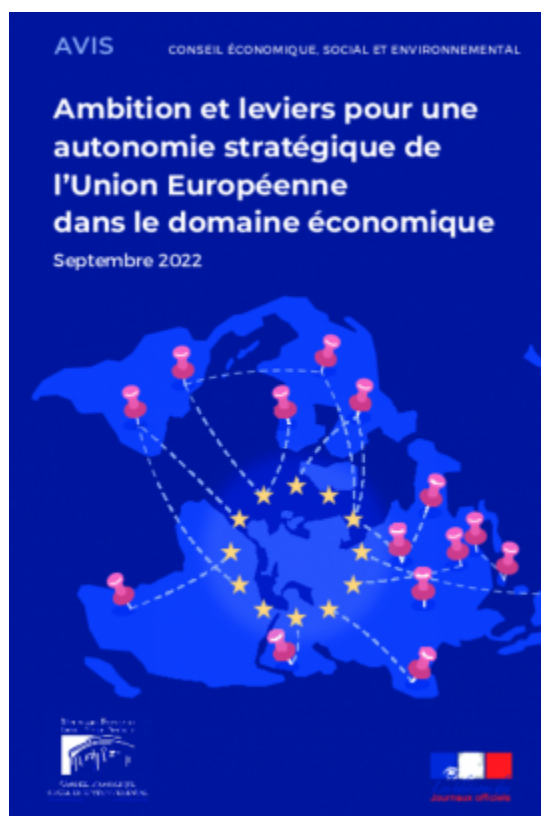 AVIS
CONSEIL ÉCONOMIQUE, SOCIAL ET ENVIRONNEMENTAL
Ambition et leviers pour une
autonomie stratégique de
l’Union Européenne
dans le domaine économique
Septembre 2022
Journaux officiels